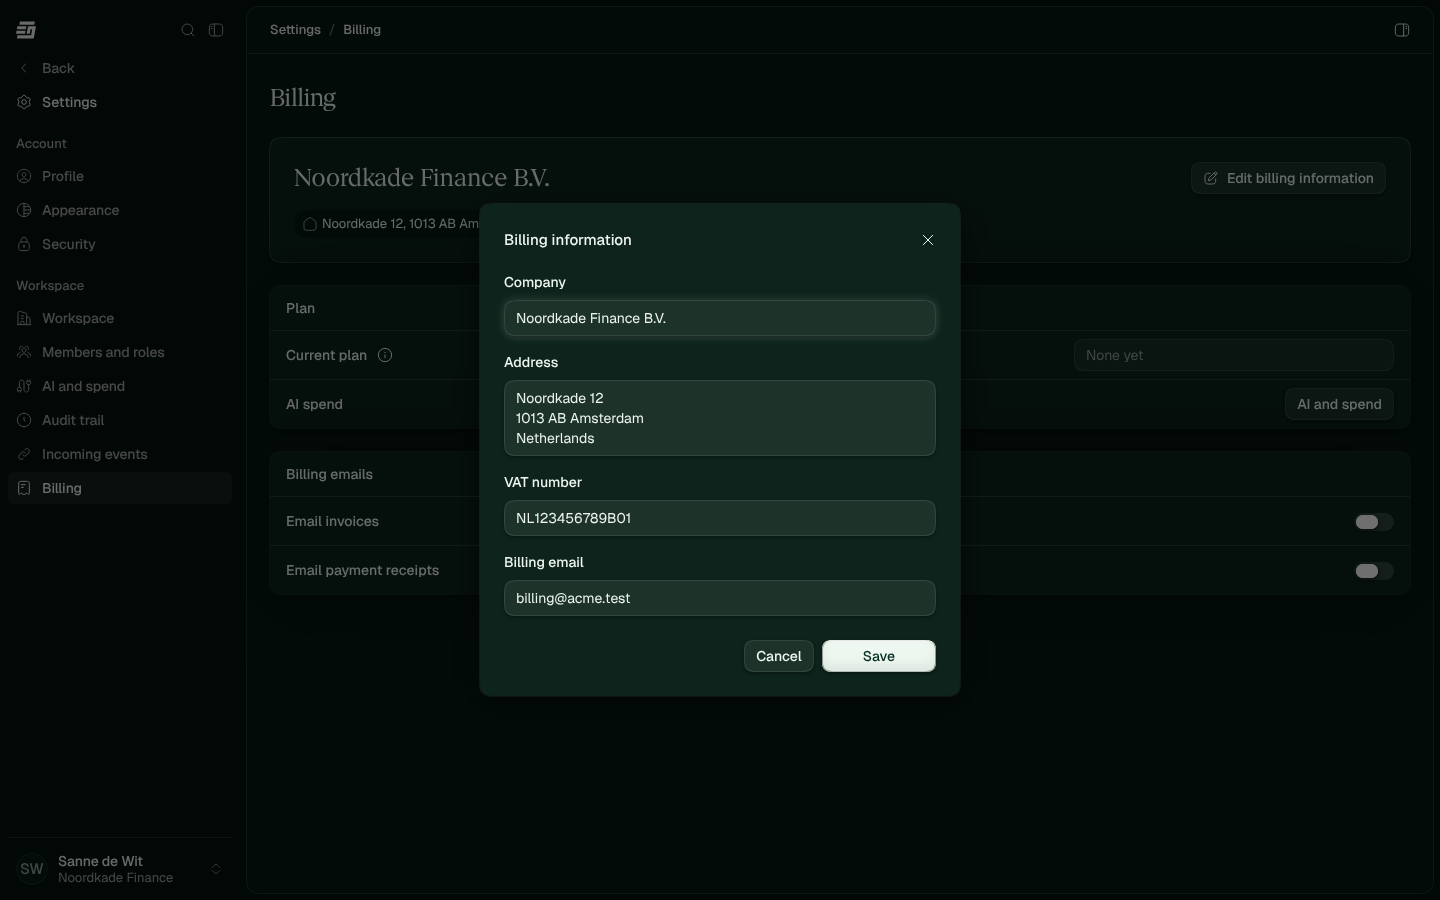 Settings / Billing
Back
Settings
Account
Profile
Appearance
Security
Workspace
Workspace
Members and roles
AI and spend
Audit trail
Incoming events
Billing
SW
Sanne de Wit
Noordkade Finance
Billing
Noordkade Finance B.V.
Edit billing information
Noordkade 12, 1013 AB Am
Plan
Current plan
None yet
AI spend
AI and spend
Billing emails
Email invoices
Email payment receipts
Billing information
Company
Noordkade Finance B.V.
Address
Noordkade 12
1013 AB Amsterdam
Netherlands
VAT number
NL123456789B01
Billing email
billing@acme.test
Cancel
Save